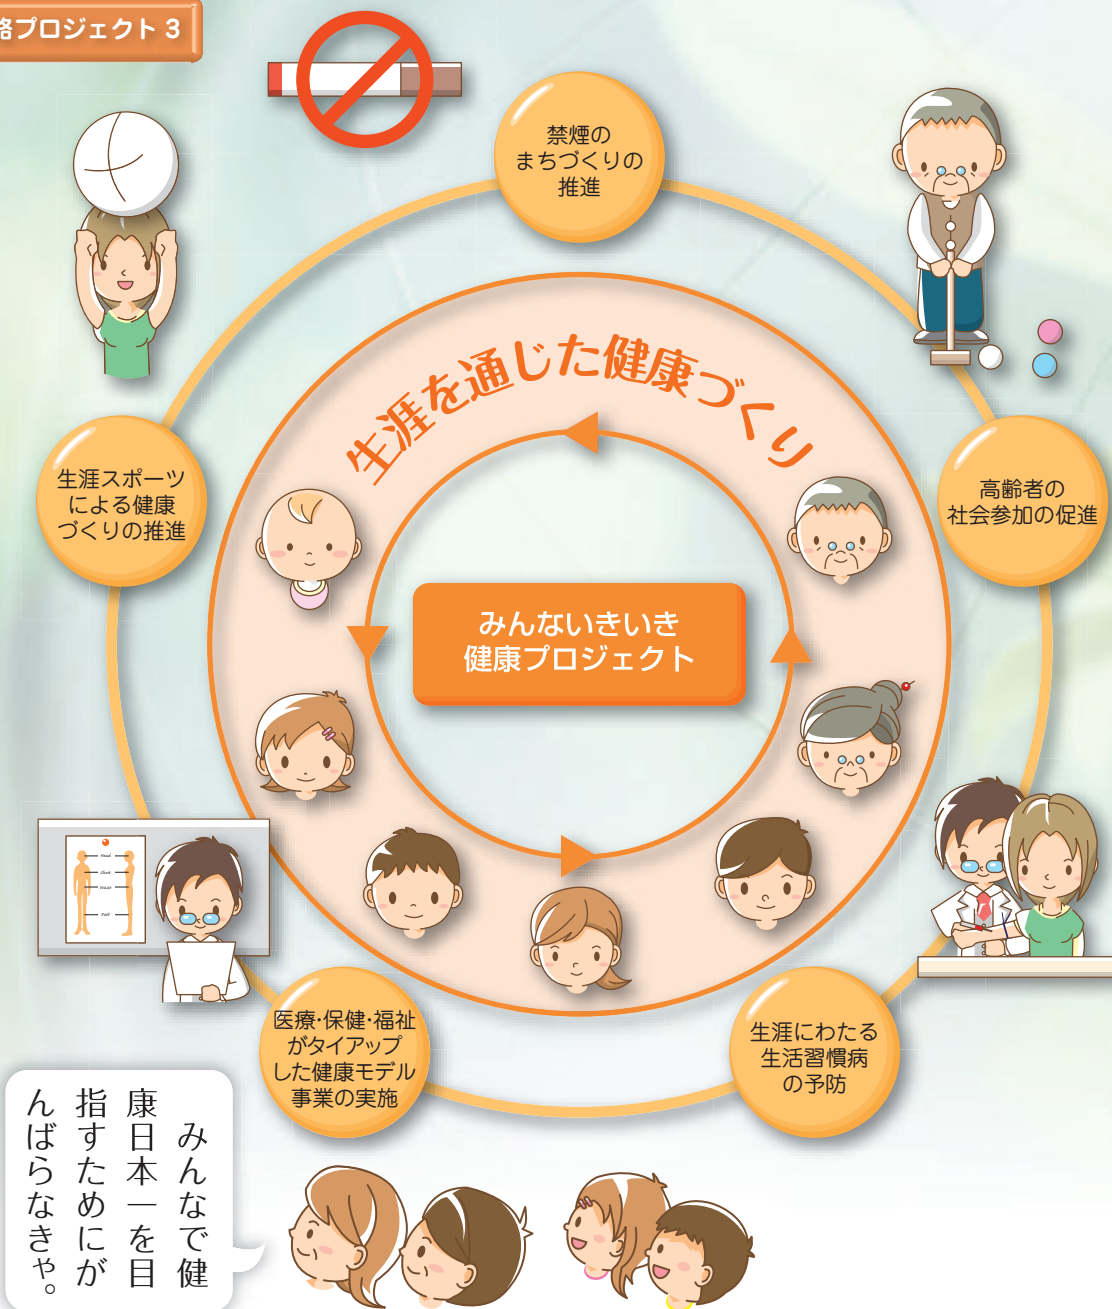 略プロジェクト 3
禁煙の
まちづくりの
推進
生涯を通じた健康づくり
生涯スポーツ
による健康
づくりの推進
高齢者の
社会参加の促進
みんないきいき
健康プロジェクト
Head
Chest
Waist
Foot
医療・保健・福祉
がタイアップ
した健康モデル
事業の実施
生涯にわたる
生活習慣病
の予防
みんなで健
康日本一を目
指すためにが
んばらなきゃ。